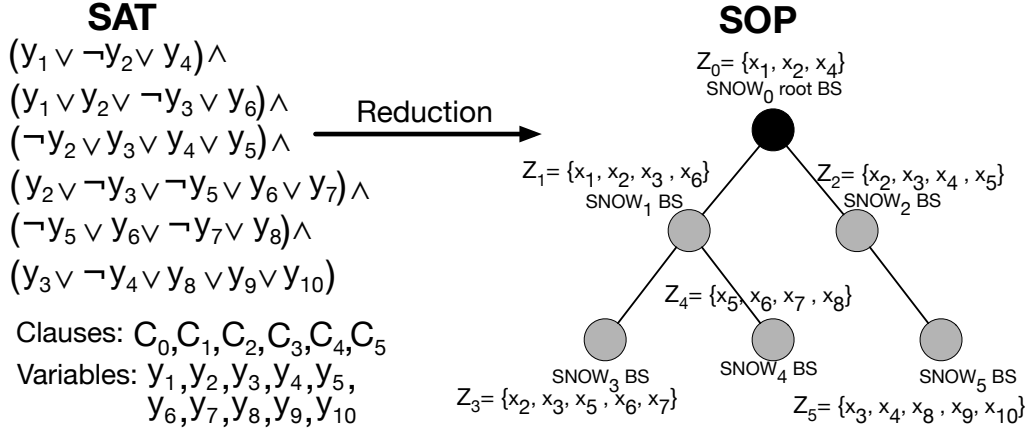 SAT
(y₁ ∨ ¬y₂ ∨ y₄) ∧
(y₁ ∨ y₂ ∨ ¬y₃ ∨ y₆) ∧
(¬y₂ ∨ y₃ ∨ y₄ ∨ y₅) ∧
(y₂ ∨ ¬y₃ ∨ ¬y₅ ∨ y₆ ∨ y₇) ∧
(¬y₅ ∨ y₆ ∨ ¬y₇ ∨ y₈) ∧
(y₃ ∨ ¬y₄ ∨ y₈ ∨ y₉ ∨ y₁₀)
Clauses: C₀,C₁,C₂,C₃,C₄,C₅
Variables: y₁,y₂,y₃,y₄,y₅,
y₆,y₇,y₈,y₉,y₁₀
Reduction
SOP
Z₀= {x₁, x₂, x₄}
SNOW₀ root BS
Z₁= {x₁, x₂, x₃ , x₆}
SNOW₁ BS
Z₂= {x₂, x₃, x₄ , x₅}
SNOW₂ BS
Z₄= {x₅, x₆, x₇ , x₈}
SNOW₃ BS
Z₃= {x₂, x₃, x₅ , x₆, x₇}
SNOW₄ BS
SNOW₅ BS
Z₅= {x₃, x₄, x₈ , x₉, x₁₀}